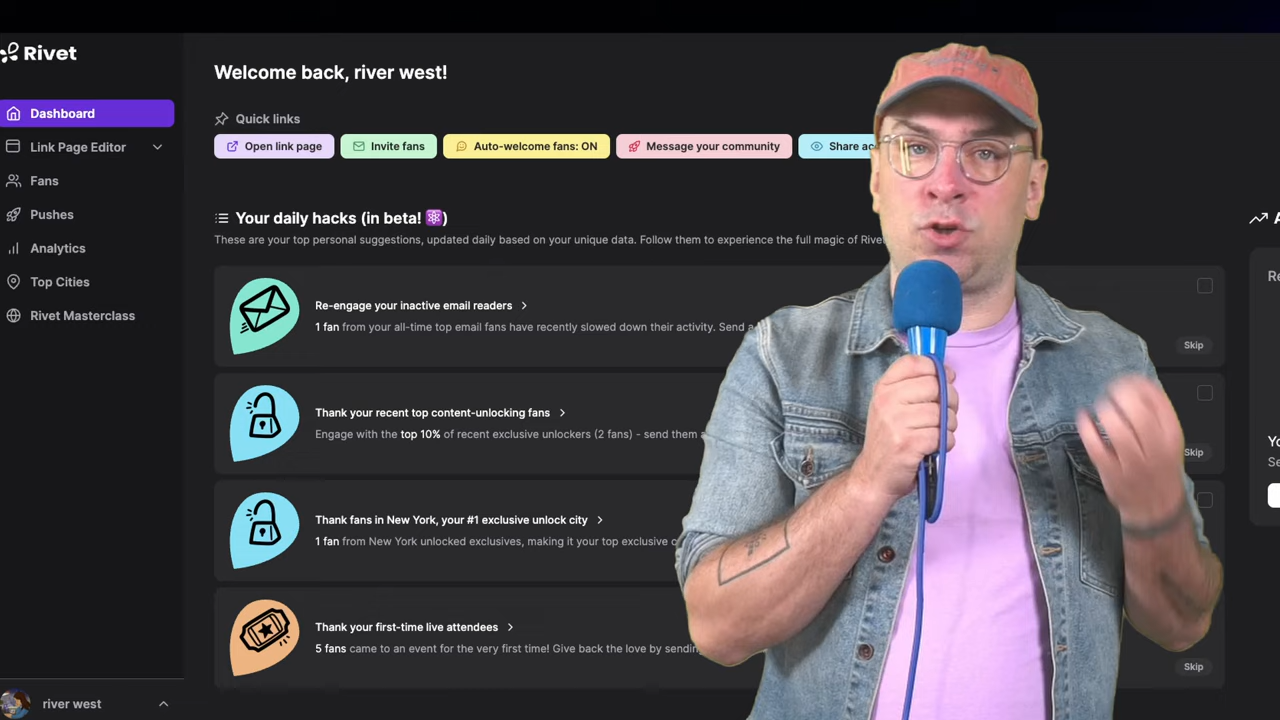 Rivet
Welcome back, river west!
Quick links
Open link page
Invite fans
Auto-welcome fans: ON
Message your community
Share
Dashboard
Link Page Editor
Fans
Pushes
Analytics
Top Cities
Rivet Masterclass
Your daily hacks (in beta! )
These are your top personal suggestions, updated daily based on your unique data. Follow them to experience the full magic of
Re-engage your inactive email readers
1 fan from your all-time top email fans have recently slowed down their activity. Send
Skip
Thank your recent top content-unlocking fans
Engage with the top 10% of recent exclusive unlockers (2 fans) - send them
Skip
Thank fans in New York, your #1 exclusive unlock city
1 fan from New York unlocked exclusives, making it your top exclusive
Thank your first-time live attendees
5 fans came to an event for the very first time! Give back the love by sending
Skip
river west